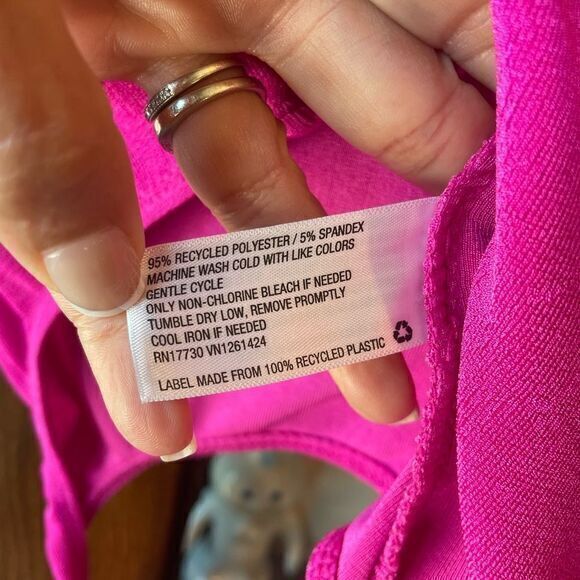 95% RECYCLED POLYESTER / 5% SPANDEX
MACHINE WASH COLD WITH LIKE COLORS
GENTLE CYCLE
ONLY NON-CHLORINE BLEACH IF NEEDED
TUMBLE DRY LOW, REMOVE PROMPTLY
COOL IRON IF NEEDED
RN17730 VN1261424
LABEL MADE FROM 100% RECYCLED PLASTIC